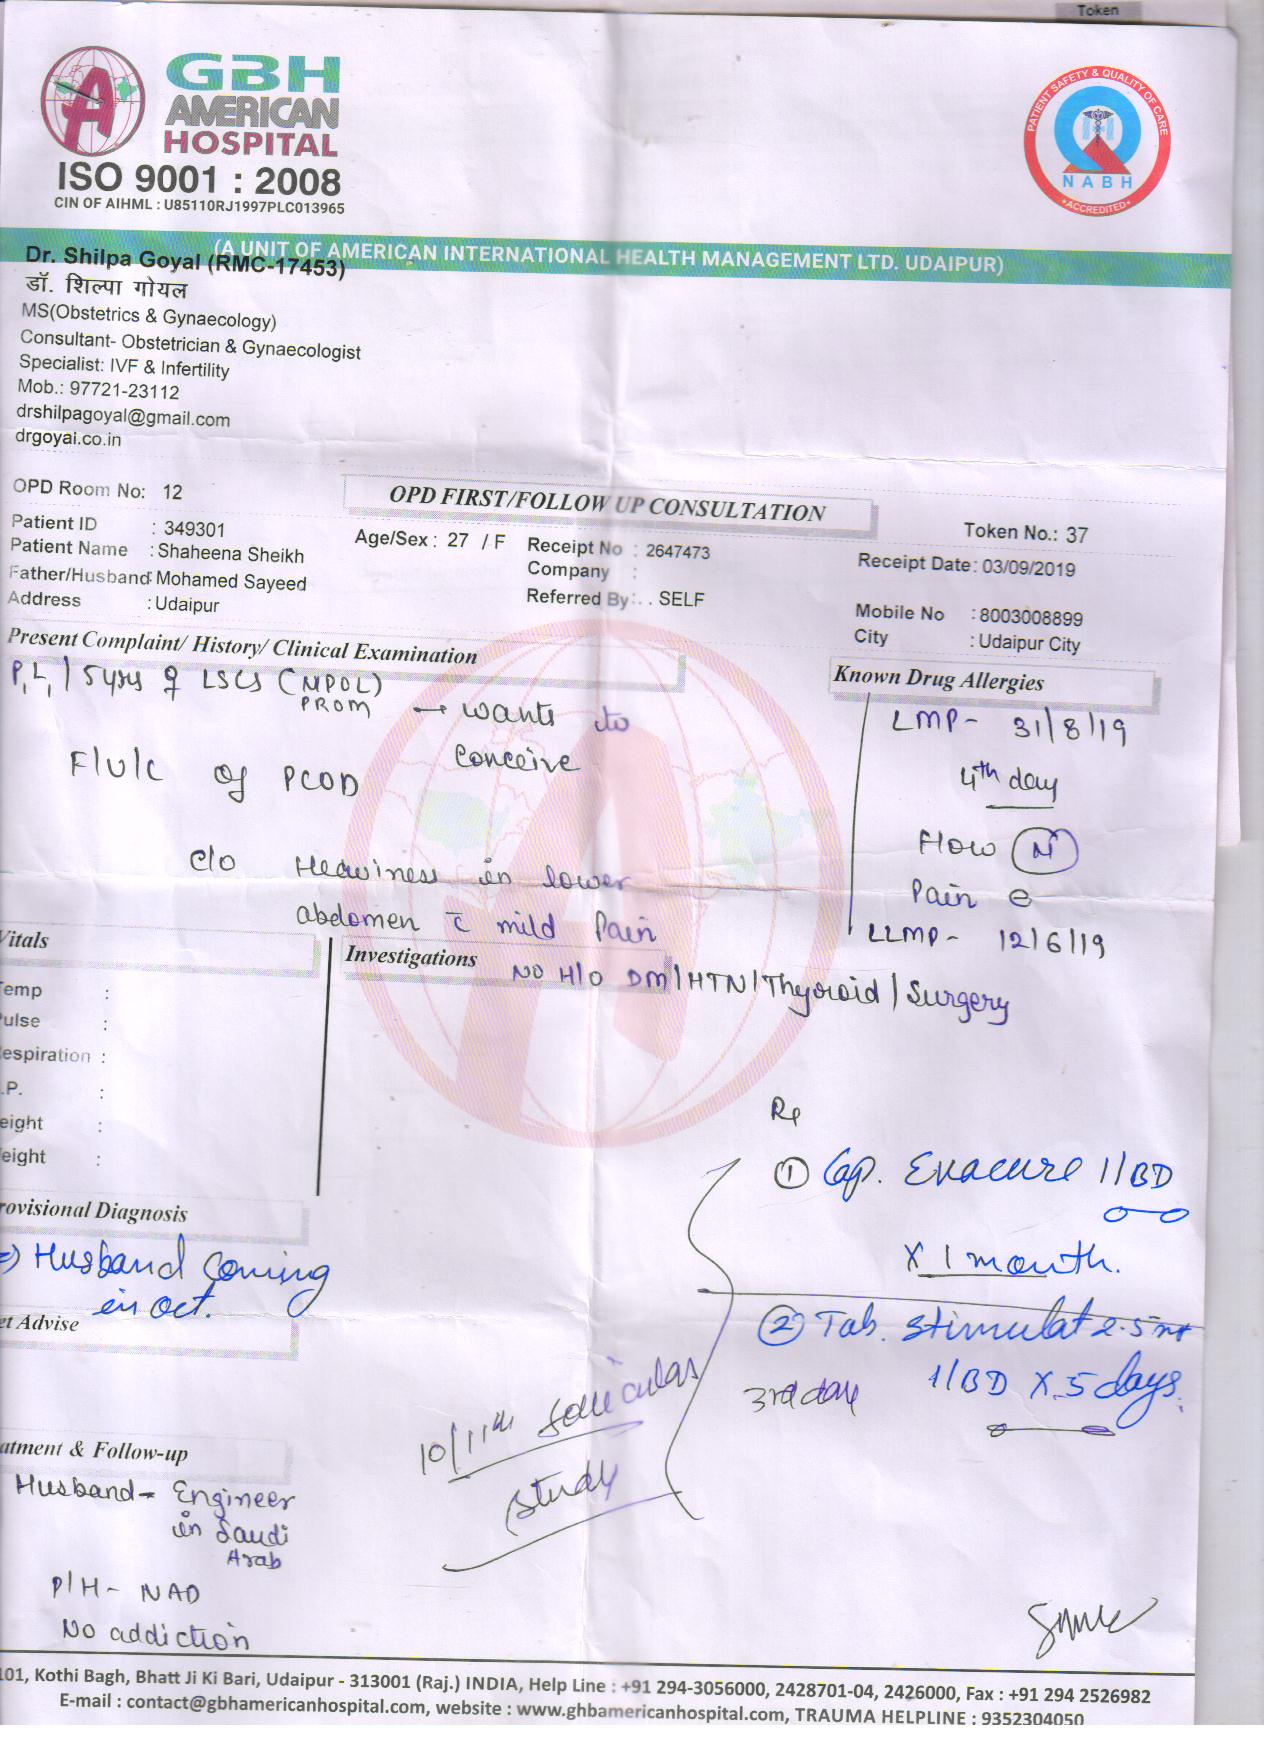 Token
GBH
AMERICAN
HOSPITAL
ISO 9001 : 2008
CIN OF AIHML : U85110RJ1997PLC013965
PATIENT SAFETY & QUALITY OF CARE
NABH
•ACCREDITED•
(A UNIT OF AMERICAN INTERNATIONAL HEALTH MANAGEMENT LTD. UDAIPUR)
Dr. Shilpa Goyal (RMC-17453)
डॉ. शिल्पा गोयल
MS(Obstetrics & Gynaecology)
Consultant- Obstetrician & Gynaecologist
Specialist: IVF & Infertility
Mob.: 97721-23112
drshilpagoyal@gmail.com
drgoyal.co.in
OPD Room No: 12
OPD FIRST/FOLLOW UP CONSULTATION
Token No.: 37
Patient ID : 349301
Age/Sex : 27 / F
Receipt No : 2647473
Receipt Date: 03/09/2019
Patient Name : Shaheena Sheikh
Company :
Father/Husband: Mohamed Sayeed
Referred By: . . SELF
Mobile No : 8003008899
Address : Udaipur
City : Udaipur City
Present Complaint/ History/ Clinical Examination
Known Drug Allergies
P1L1 / 5yrs LSCS (MPOL)
PROM → wants to
conceive
F/U/C of PCOD
c/o Heaviness in lower
abdomen c̄ mild Pain
LMP- 31/8/19
4th day
Flow N
Pain
LLMP- 12/6/19
Vitals
Investigations
NO H/O DM/HTN/Thyroid/Surgery
Temp :
ulse :
espiration :
.P. :
eight :
eight :
Rx
① Cap. Evacure 1/BD
X 1 month.
② Tab. Stimulat 2.5
3rd day 1/BD X 5 days.
10/11th follicular
study
rovisional Diagnosis
⇒ Husband coming
in Oct.
et Advise
atment & Follow-up
Husband- Engineer
in Saudi
Arab
P/H- NAD
No addiction
101, Kothi Bagh, Bhatt Ji Ki Bari, Udaipur - 313001 (Raj.) INDIA, Help Line : +91 294-3056000, 2428701-04, 2426000, Fax : +91 294 2526982
E-mail : contact@gbhamericanhospital.com, website : www.ghbamericanhospital.com, TRAUMA HELPLINE : 9352304050